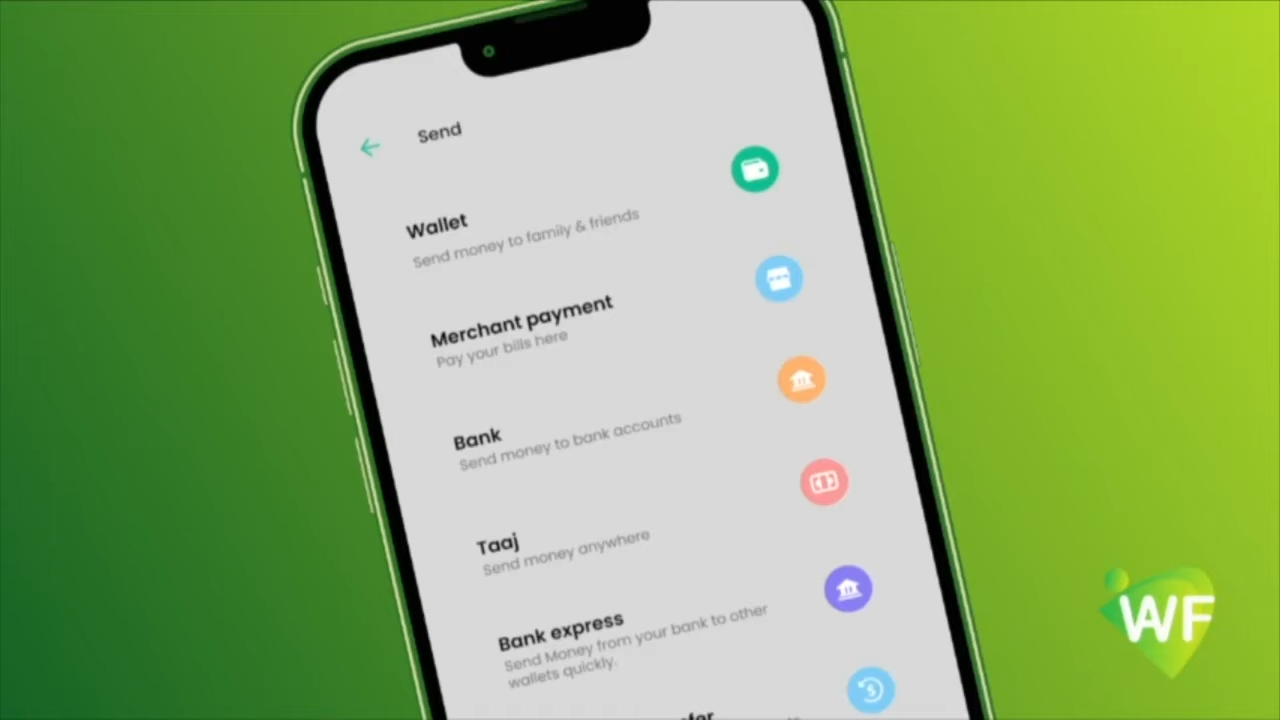 Send
Wallet
Send money to family & friends
Merchant payment
Pay your bills here
Bank
Send money to bank accounts
Taaj
Send money anywhere
Bank express
Send Money from your bank to other
wallets quickly.
WF